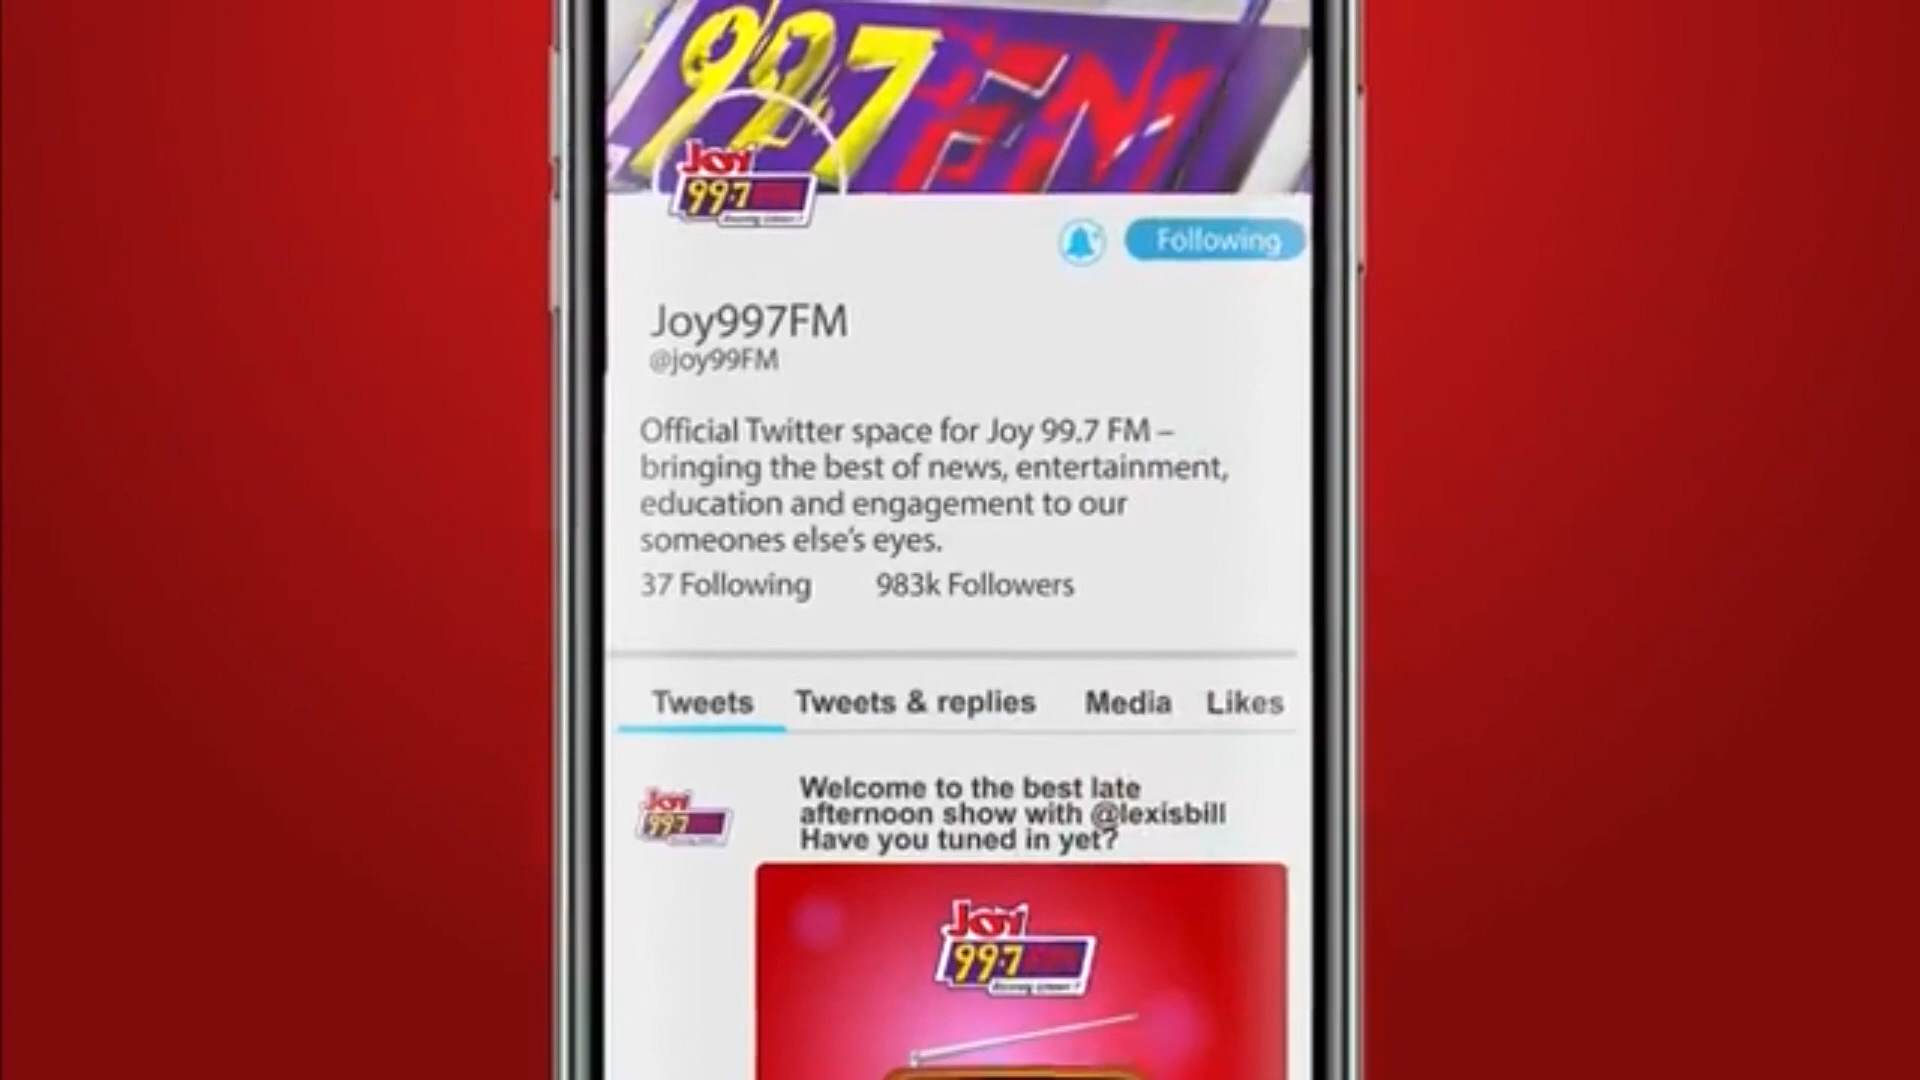 99.7 FM
Joy
99.7
Following
Joy997FM
@joy99FM
Official Twitter space for Joy 99.7 FM –
bringing the best of news, entertainment,
education and engagement to our
someones else's eyes.
37 Following 983k Followers
Tweets Tweets & replies Media Likes
Joy
99.7
Welcome to the best late
afternoon show with @lexisbill
Have you tuned in yet?
Joy
99.7